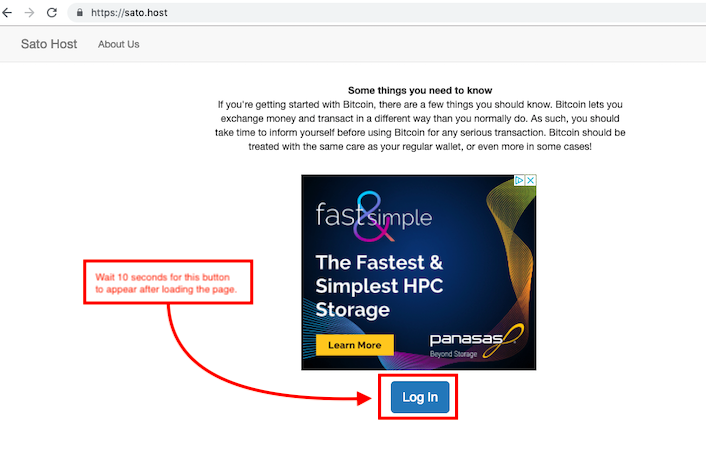 https://sato.host
Sato Host
About Us
Some things you need to know
If you're getting started with Bitcoin, there are a few things you should know. Bitcoin lets you
exchange money and transact in a different way than you normally do. As such, you should
take time to inform yourself before using Bitcoin for any serious transaction. Bitcoin should be
treated with the same care as your regular wallet, or even more in some cases!
fast&simple
The Fastest &
Simplest HPC
Storage
Learn More
panasas
Beyond Storage
Wait 10 seconds for this button
to appear after loading the page.
Log In